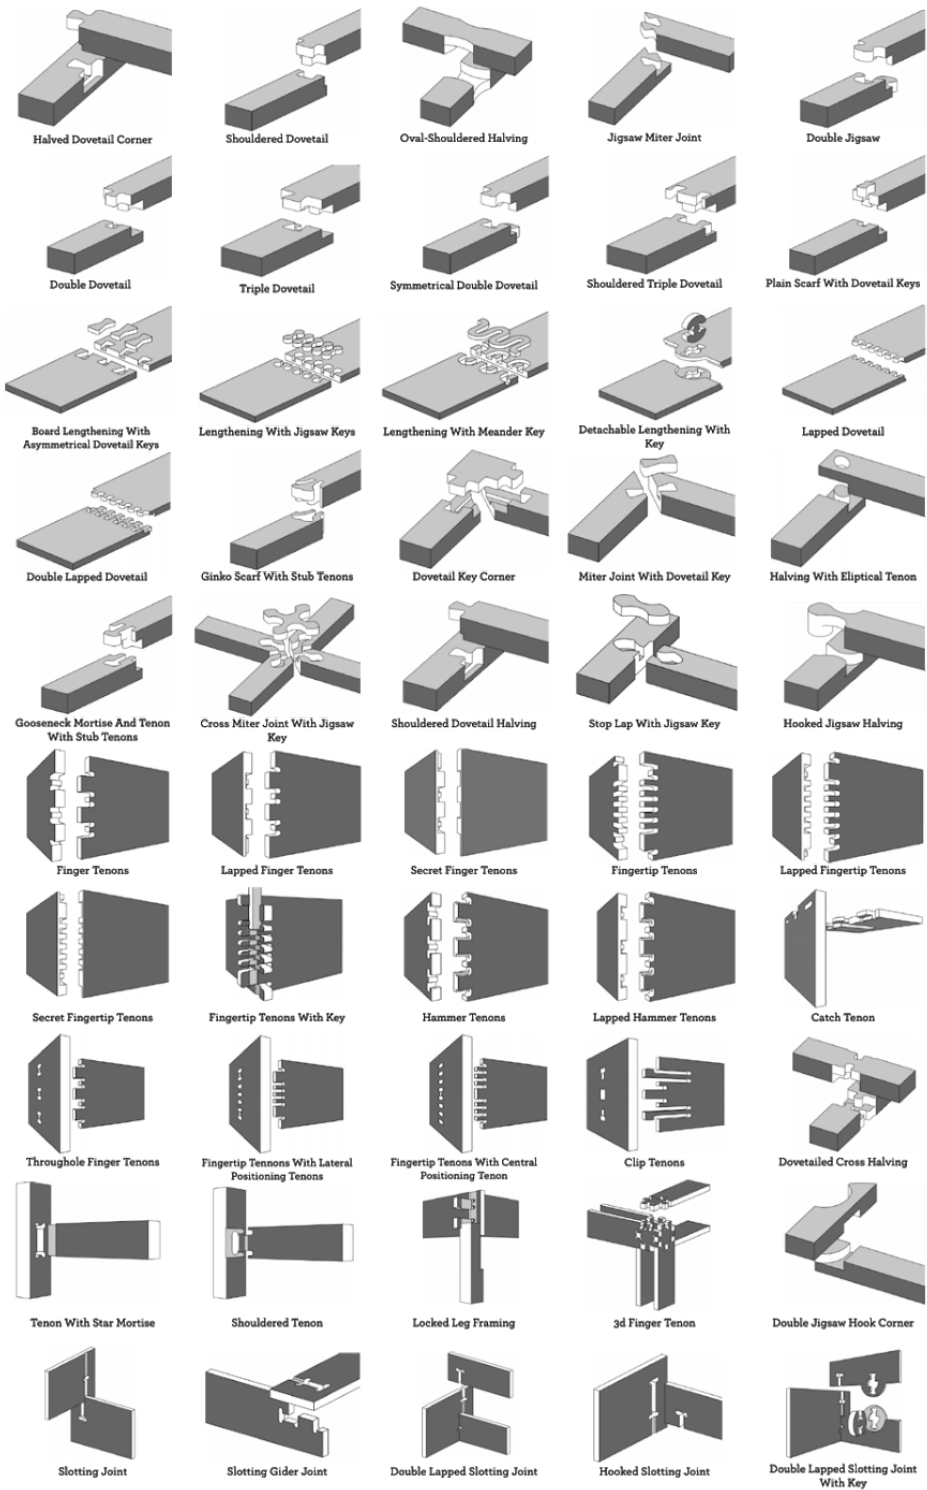 Halved Dovetail Corner
Shouldered Dovetail
Oval-Shouldered Halving
Jigsaw Miter Joint
Double Jigsaw
Double Dovetail
Triple Dovetail
Symmetrical Double Dovetail
Shouldered Triple Dovetail
Plain Scarf With Dovetail Keys
Board Lengthening With
Asymmetrical Dovetail Keys
Lengthening With Jigsaw Keys
Lengthening With Meander Key
Detachable Lengthening With
Key
Lapped Dovetail
Double Lapped Dovetail
Ginko Scarf With Stub Tenons
Dovetail Key Corner
Miter Joint With Dovetail Key
Halving With Eliptical Tenon
Gooseneck Mortise And Tenon
With Stub Tenons
Cross Miter Joint With Jigsaw
Key
Shouldered Dovetail Halving
Stop Lap With Jigsaw Key
Hooked Jigsaw Halving
Finger Tenons
Lapped Finger Tenons
Secret Finger Tenons
Fingertip Tenons
Lapped Fingertip Tenons
Secret Fingertip Tenons
Fingertip Tenons With Key
Hammer Tenons
Lapped Hammer Tenons
Catch Tenon
Throughole Finger Tenons
Fingertip Tennons With Lateral
Positioning Tenons
Fingertip Tenons With Central
Positioning Tenon
Clip Tenons
Dovetailed Cross Halving
Tenon With Star Mortise
Shouldered Tenon
Locked Leg Framing
3d Finger Tenon
Double Jigsaw Hook Corner
Slotting Joint
Slotting Gider Joint
Double Lapped Slotting Joint
Hooked Slotting Joint
Double Lapped Slotting Joint
With Key